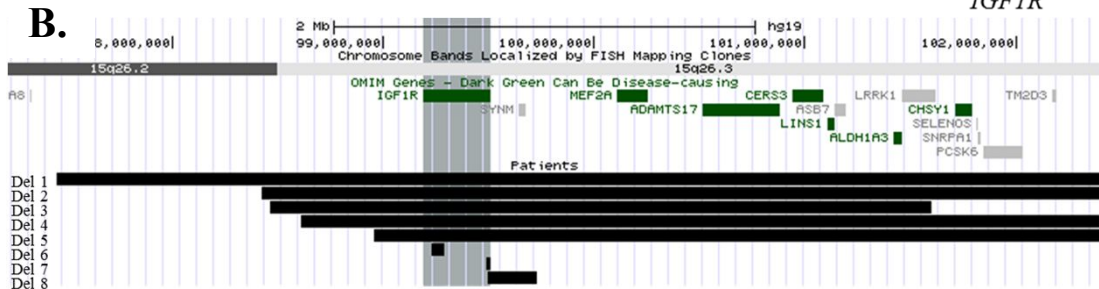 B.
IGF1R
2 Mb hg19
8,000,000 99,000,000 100,000,000 101,000,000 102,000,000
Chromosome Bands Localized by FISH Mapping Clones
15q26.2 15q26.3
OMIM Genes - Dark Green Can Be Disease-causing
A8 IGF1R MEF2A CERS3 LRRK1 TM2D3
SYNM ADAMTS17 ASB7 CHSY1
LINS1 SELENOS
ALDH1A3 SNRPA1
PCSK6
Patients
Del 1
Del 2
Del 3
Del 4
Del 5
Del 6
Del 7
Del 8